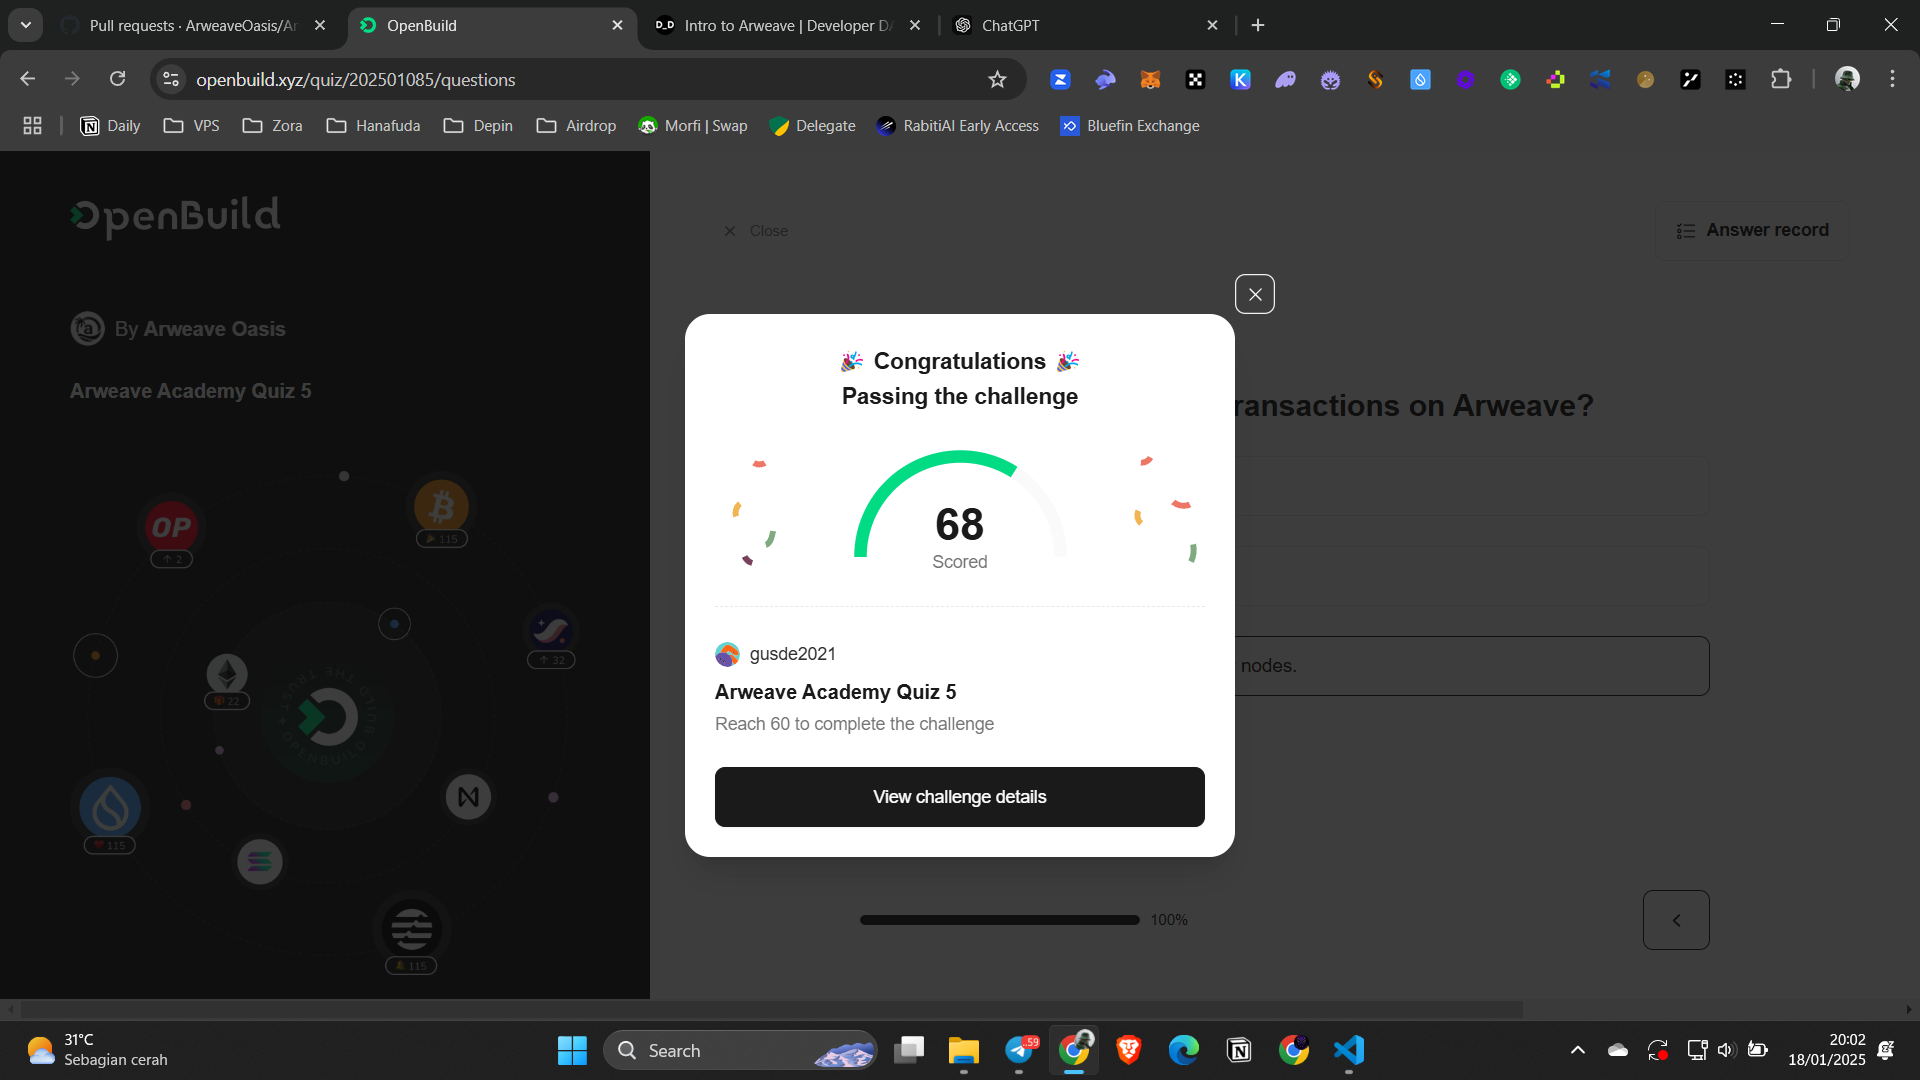 Pull requests · ArweaveOasis/Ar
OpenBuild
D_D
Intro to Arweave | Developer DA
ChatGPT
openbuild.xyz/quiz/202501085/questions
Daily
VPS
Zora
Hanafuda
Depin
Airdrop
Morfi | Swap
Delegate
RabitiAI Early Access
Bluefin Exchange
OpenBuild
Close
Answer record
By Arweave Oasis
Arweave Academy Quiz 5
Congratulations
Passing the challenge
ransactions on Arweave?
68
Scored
OP
2
115
32
22
115
115
nodes.
gusde2021
Arweave Academy Quiz 5
Reach 60 to complete the challenge
View challenge details
100%
31°C
Sebagian cerah
Search
59
20:02
18/01/2025